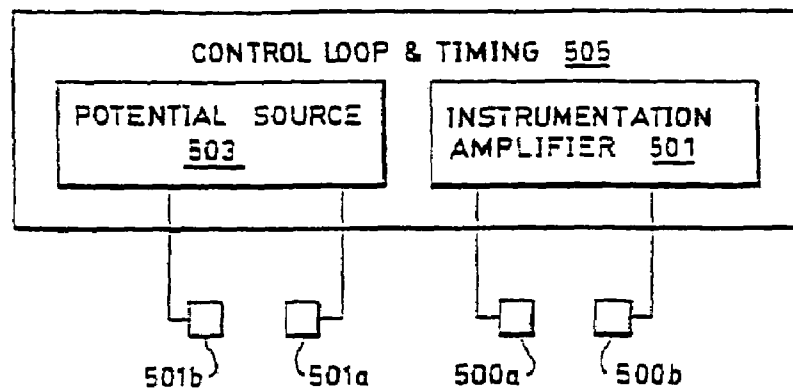 CONTROL LOOP & TIMING 505
POTENTIAL SOURCE
503
INSTRUMENTATION
AMPLIFIER 501
501b 501a 500a 500b